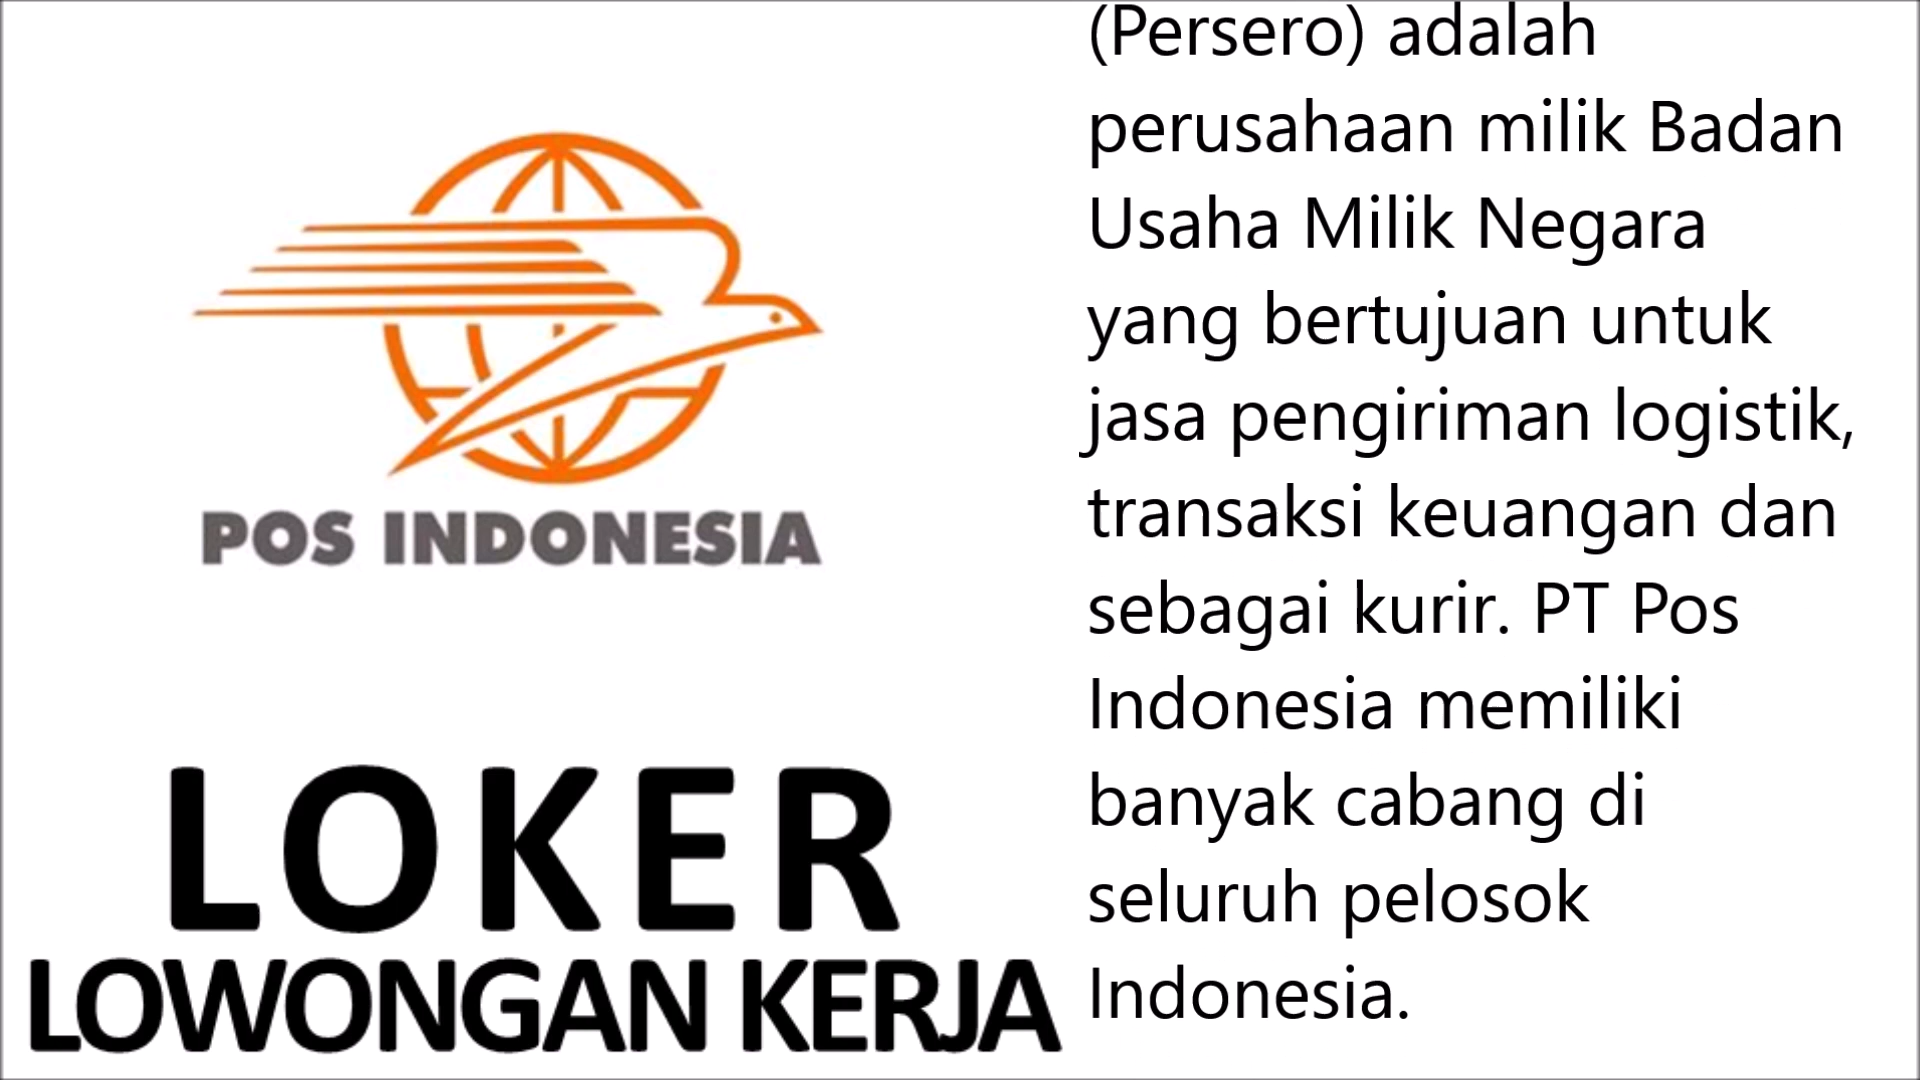 POS INDONESIA
LOKER
LOWONGAN KERJA
(Persero) adalah
perusahaan milik Badan
Usaha Milik Negara
yang bertujuan untuk
jasa pengiriman logistik,
transaksi keuangan dan
sebagai kurir. PT Pos
Indonesia memiliki
banyak cabang di
seluruh pelosok
Indonesia.